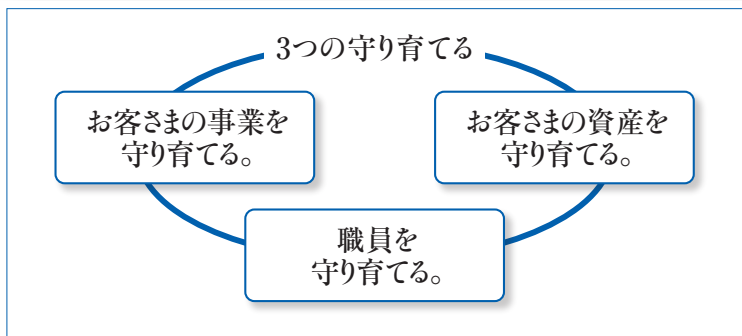 3つの守り育てる
お客さまの事業を
守り育てる。
お客さまの資産を
守り育てる。
職員を
守り育てる。